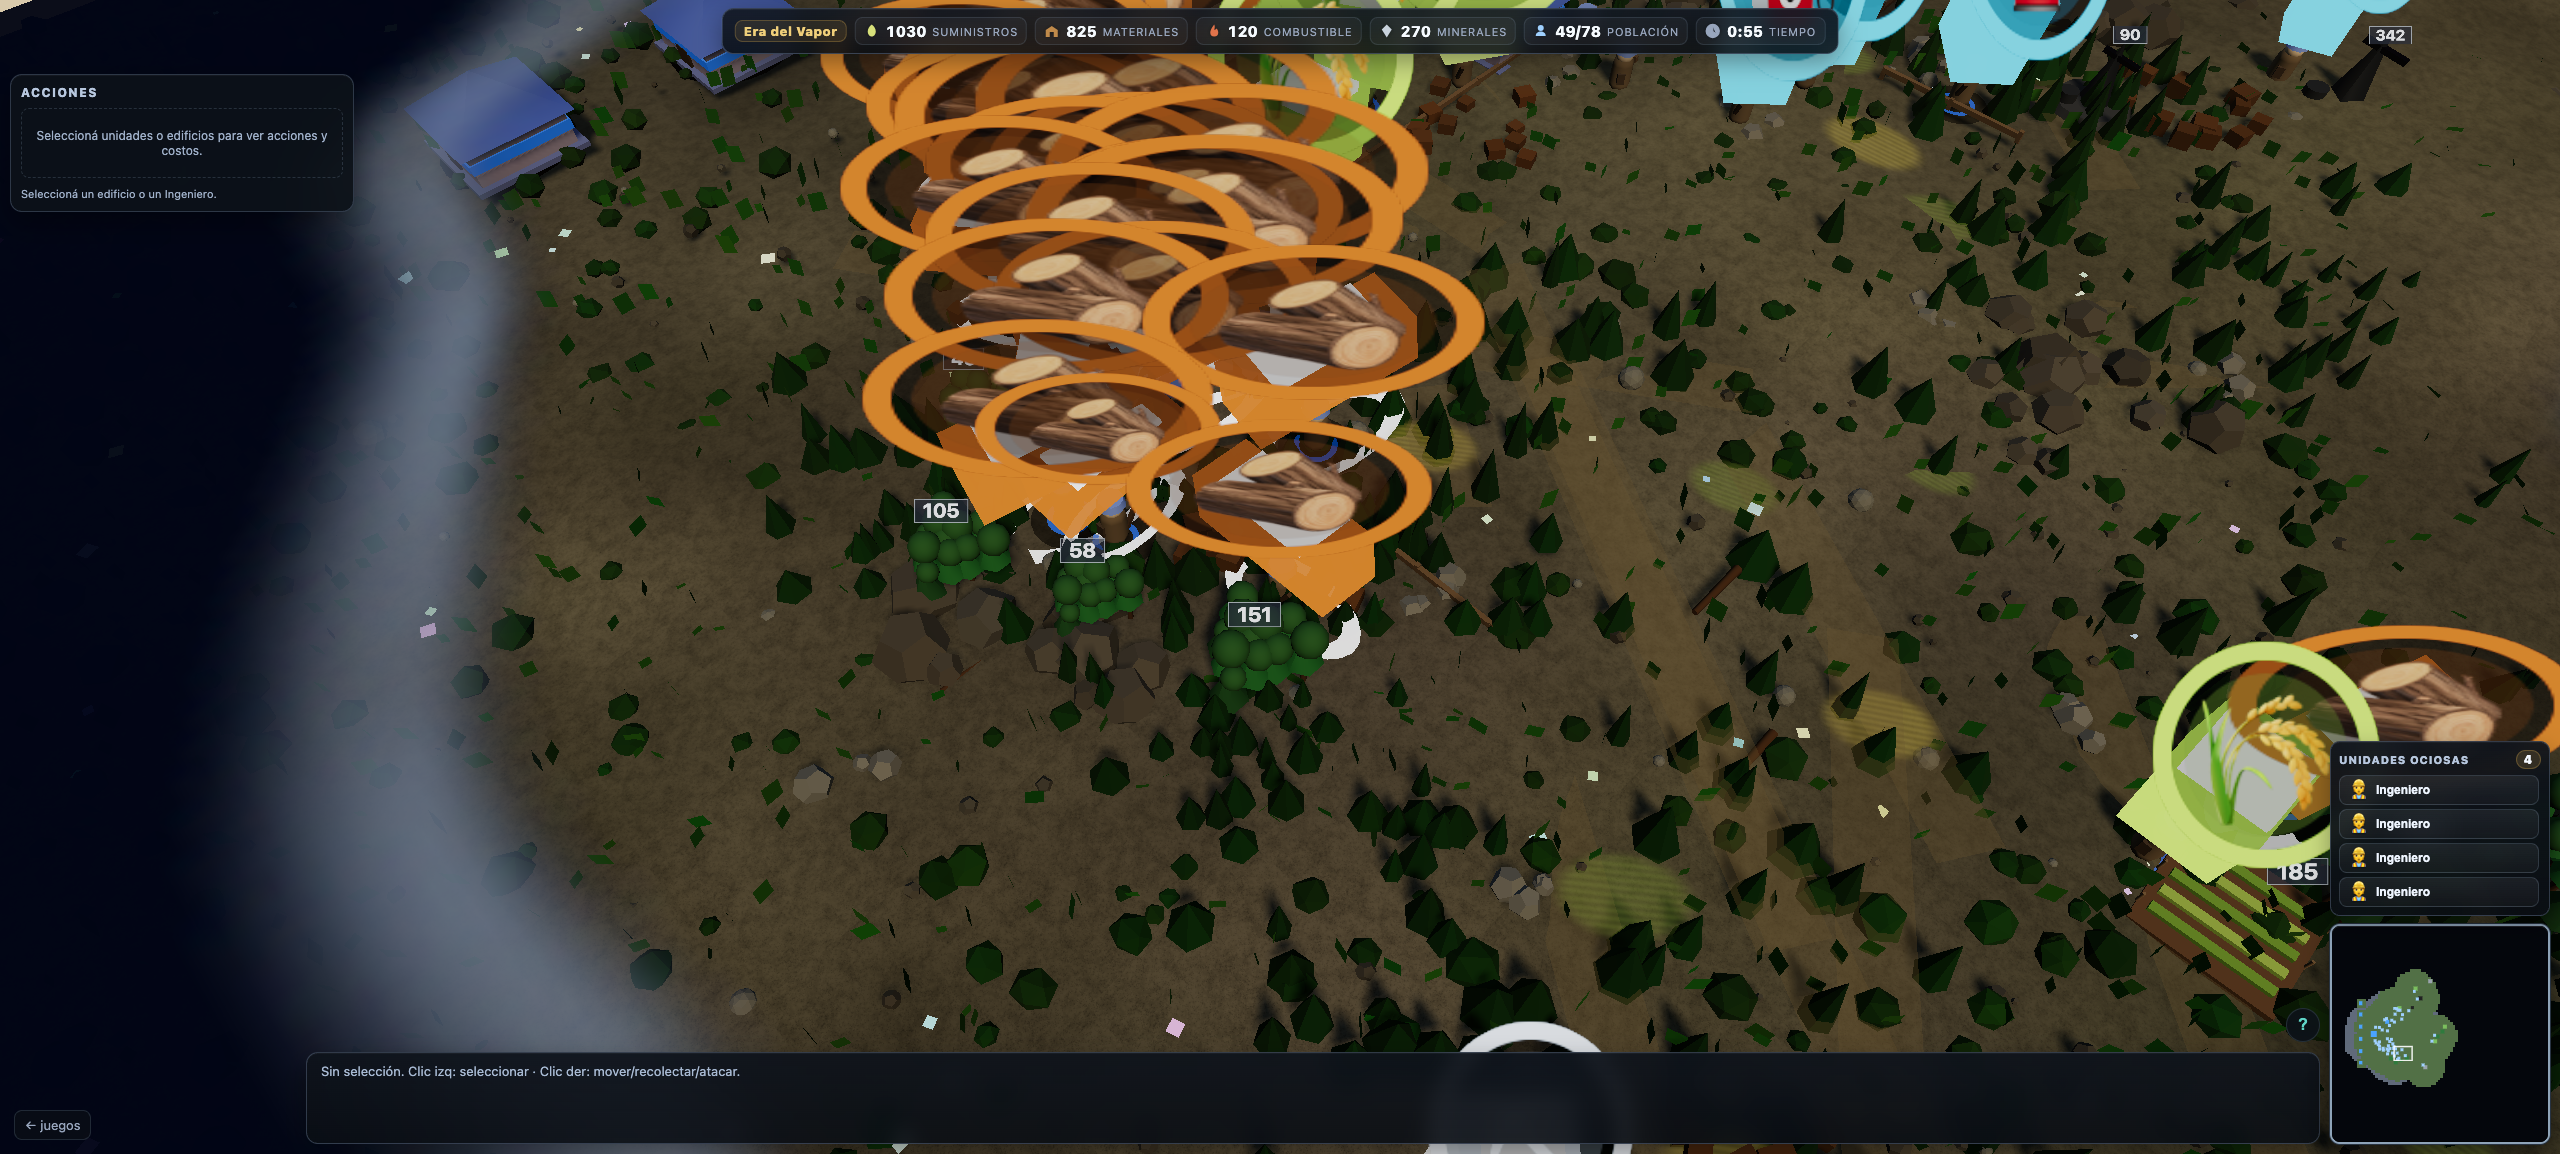 Era del Vapor
1030 SUMINISTROS
825 MATERIALES
120 COMBUSTIBLE
270 MINERALES
49/78 POBLACIÓN
0:55 TIEMPO
90
342
ACCIONES
Seleccioná unidades o edificios para ver acciones y
costos.
Seleccioná un edificio o un Ingeniero.
105
58
151
185
UNIDADES OCIOSAS 4
Ingeniero
Ingeniero
Ingeniero
Ingeniero
?
Sin selección. Clic izq: seleccionar · Clic der: mover/recolectar/atacar.
← juegos